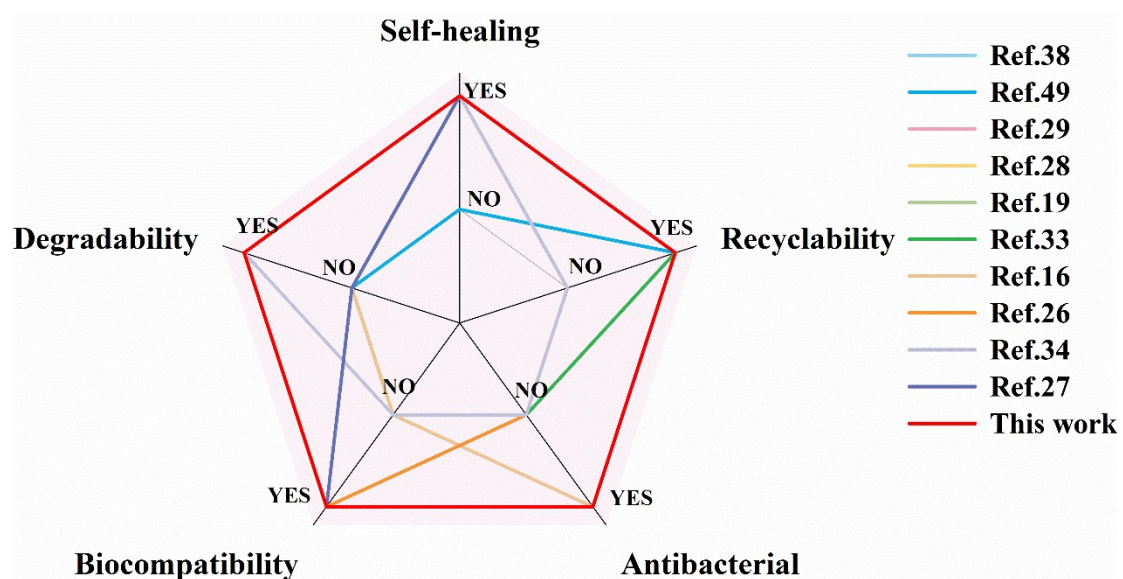 Self-healing
YES
NO
Degradability
YES
NO
Recyclability
YES
NO
Biocompatibility
YES
NO
Antibacterial
YES
NO
Ref.38
Ref.49
Ref.29
Ref.28
Ref.19
Ref.33
Ref.16
Ref.26
Ref.34
Ref.27
This work